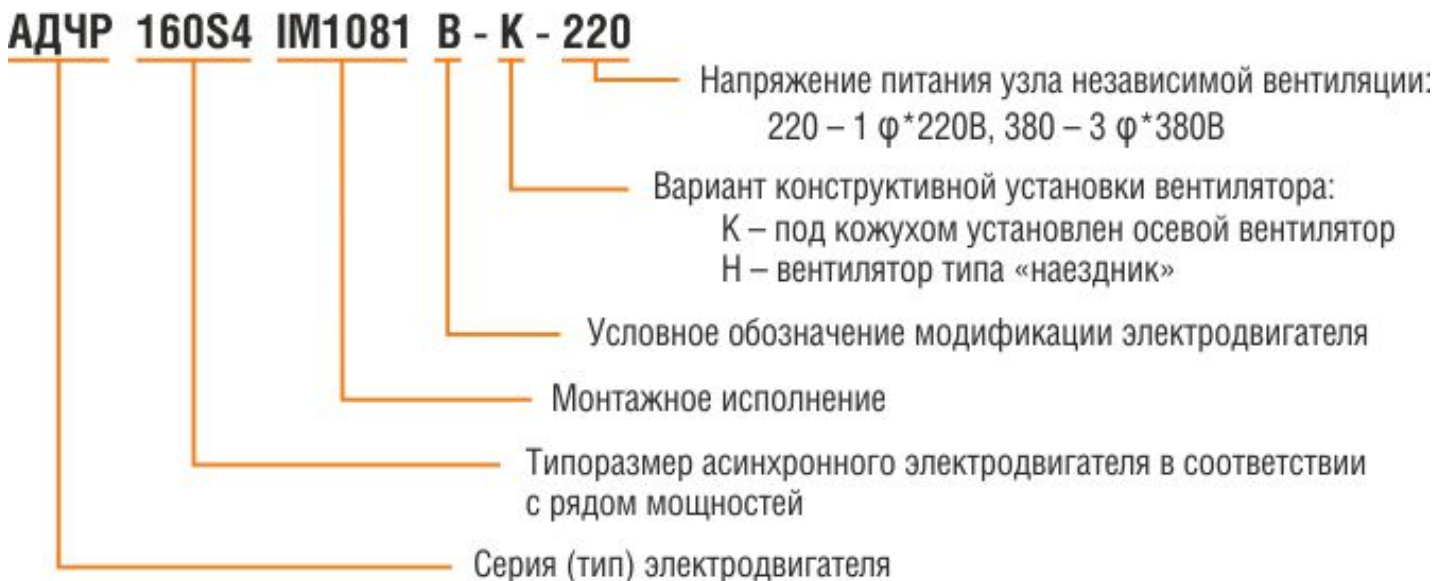 АДЧР 160S4 IM1081 В - К - 220
Напряжение питания узла независимой вентиляции:
220 – 1 φ*220В, 380 – 3 φ*380В
Вариант конструктивной установки вентилятора:
К – под кожухом установлен осевой вентилятор
Н – вентилятор типа «наездник»
Условное обозначение модификации электродвигателя
Монтажное исполнение
Типоразмер асинхронного электродвигателя в соответствии
с рядом мощностей
Серия (тип) электродвигателя